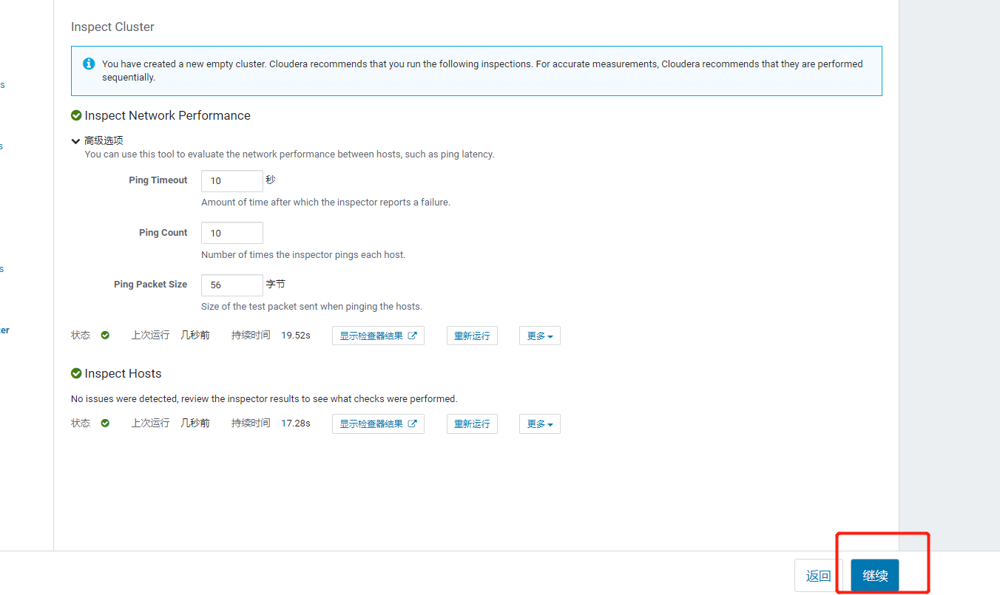 Inspect Cluster
You have created a new empty cluster. Cloudera recommends that you run the following inspections. For accurate measurements, Cloudera recommends that they are performed
sequentially.
s
Inspect Network Performance
高级选项
s
You can use this tool to evaluate the network performance between hosts, such as ping latency.
Ping Timeout 10 秒
Amount of time after which the inspector reports a failure.
Ping Count 10
Number of times the inspector pings each host.
s
Ping Packet Size 56 字节
Size of the test packet sent when pinging the hosts.
er
状态 上次运行 几秒前 持续时间 19.52s 显示检查器结果 重新运行 更多
Inspect Hosts
No issues were detected, review the inspector results to see what checks were performed.
状态 上次运行 几秒前 持续时间 17.28s 显示检查器结果 重新运行 更多
返回 继续